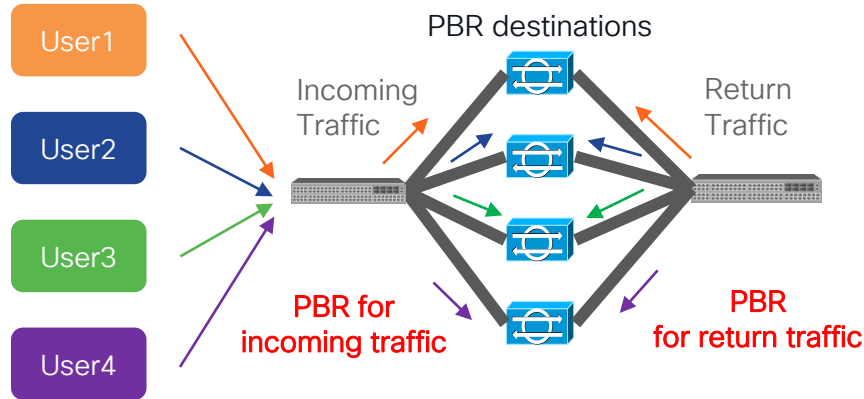 User1
User2
User3
User4
PBR destinations
Incoming
Traffic
Return
Traffic
PBR for
incoming traffic
PBR
for return traffic